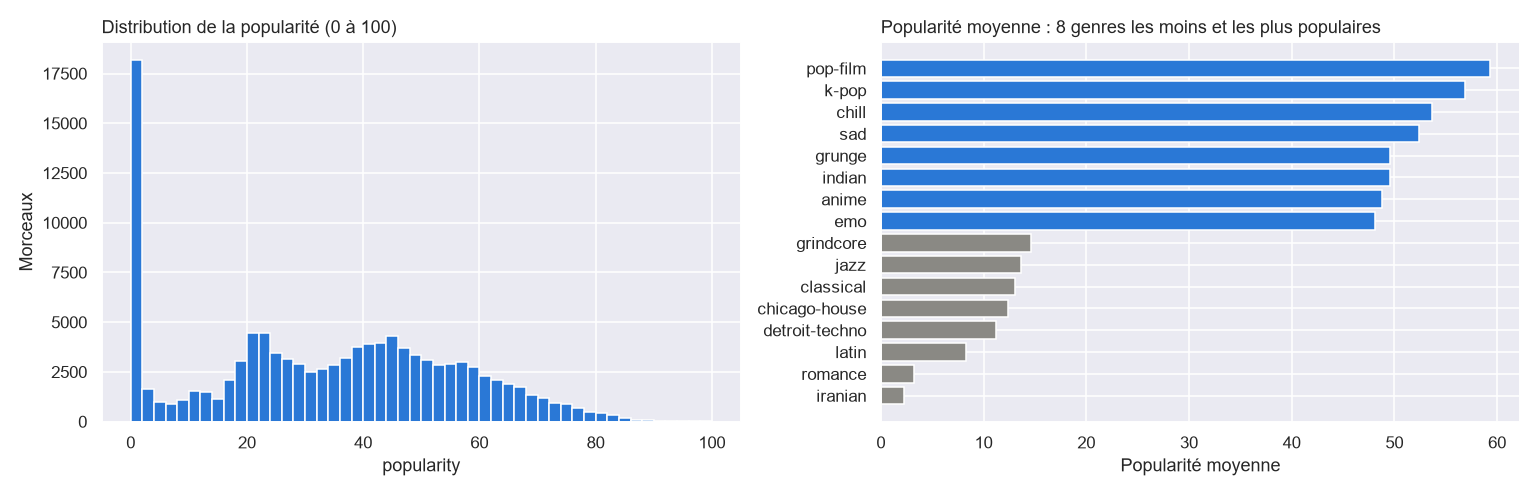 Distribution de la popularité (0 à 100)
Morceaux
17500
15000
12500
10000
7500
5000
2500
0
0 20 40 60 80 100
popularity
Popularité moyenne : 8 genres les moins et les plus populaires
pop-film
k-pop
chill
sad
grunge
indian
anime
emo
grindcore
jazz
classical
chicago-house
detroit-techno
latin
romance
iranian
0 10 20 30 40 50 60
Popularité moyenne